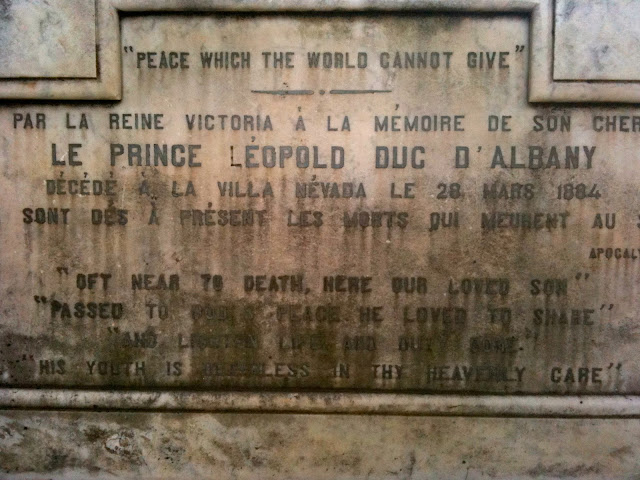 "PEACE WHICH THE WORLD CANNOT GIVE"
PAR LA REINE VICTORIA À LA MÉMOIRE DE SON CHER
LE PRINCE LÉOPOLD DUC D'ALBANY
DÉCÉDÉ À LA VILLA NÉVADA LE 28 MARS 1884
SONT DÈS À PRÉSENT LES MORTS QUI MEURENT AU S
APOCAL
"OFT NEAR TO DEATH, HERE OUR LOVED SON"
"PASSED TO GOD'S PEACE HE LOVED TO SHARE"
"AND LIFE AND
"HIS YOUTH IS IN THY HEAVENLY CARE"